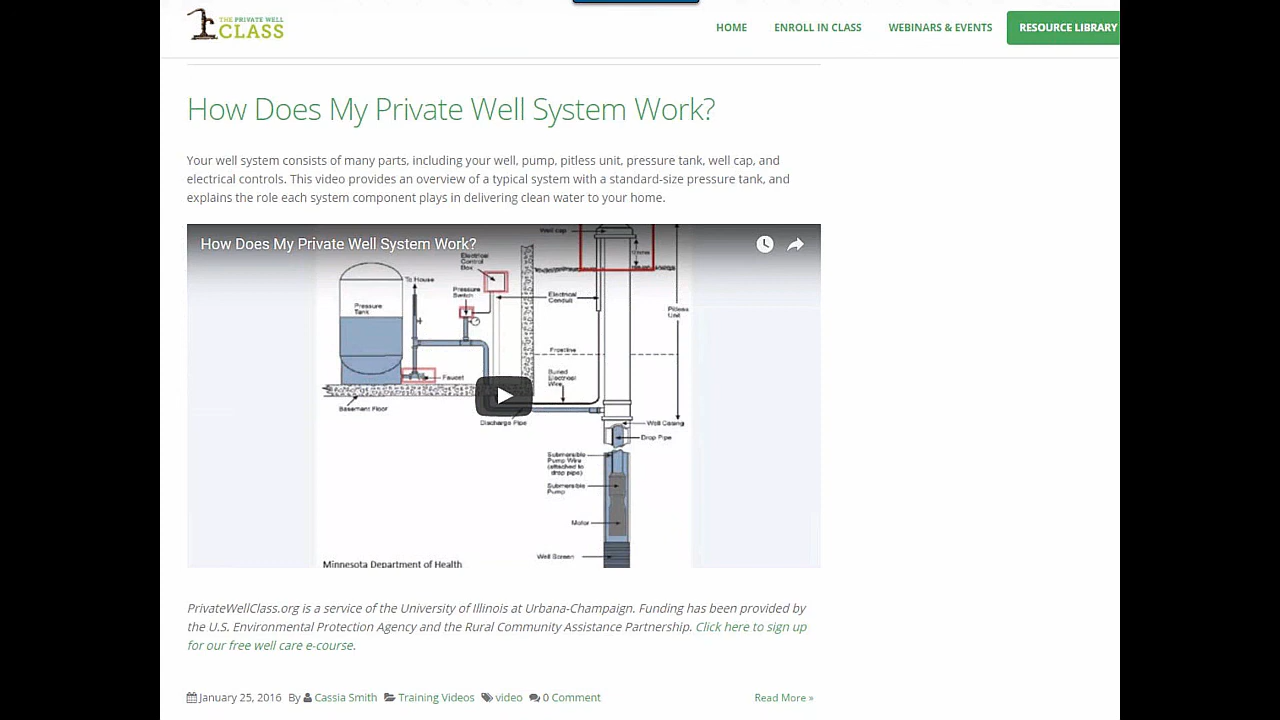 THE PRIVATE WELL
CLASS
HOME
ENROLL IN CLASS
WEBINARS & EVENTS
RESOURCE LIBRARY
How Does My Private Well System Work?
Your well system consists of many parts, including your well, pump, pitless unit, pressure tank, well cap, and
electrical controls. This video provides an overview of a typical system with a standard-size pressure tank, and
explains the role each system component plays in delivering clean water to your home.
How Does My Private Well System Work?
Well cap
Electrical
Control
Box
To House
Pressure
Switch
Electrical
Conduit
Pressure
Tank
Pitless
Unit
Frostline
Buried
Electrical
Wire
Faucet
Basement Floor
Discharge Pipe
Well Casing
Drop Pipe
Submersible
Pump Wire
(attached to
drop pipe)
Submersible
Pump
Motor
Well Screen
Minnesota Department of Health
PrivateWellClass.org is a service of the University of Illinois at Urbana-Champaign. Funding has been provided by
the U.S. Environmental Protection Agency and the Rural Community Assistance Partnership. Click here to sign up
for our free well care e-course.
January 25, 2016 By Cassia Smith Training Videos video 0 Comment
Read More »